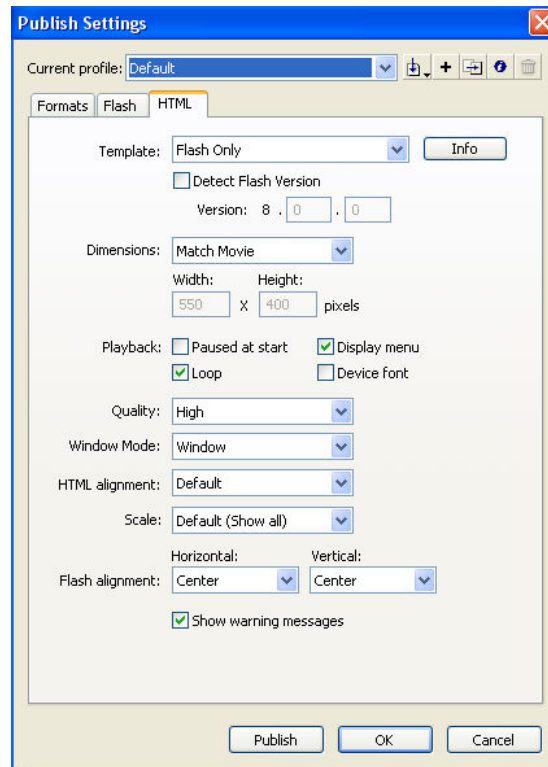 Publish Settings
Current profile: Default
Formats Flash HTML
Template: Flash Only Info
Detect Flash Version
Version: 8 . 0 . 0
Dimensions: Match Movie
Width: Height:
550 X 400 pixels
Playback: Paused at start Display menu
Loop Device font
Quality: High
Window Mode: Window
HTML alignment: Default
Scale: Default (Show all)
Horizontal: Vertical:
Flash alignment: Center Center
Show warning messages
Publish OK Cancel